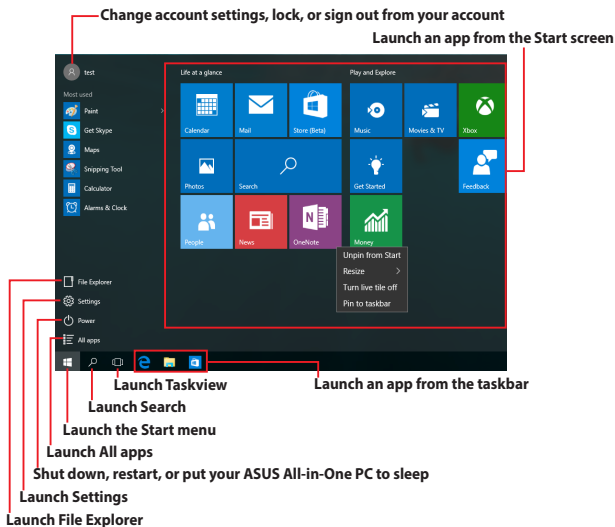 Change account settings, lock, or sign out from your account
Launch an app from the Start screen
test
Most used
Paint
Get Skype
Maps
Snipping Tool
Calculator
Alarms & Clock
File Explorer
Settings
Power
All apps
Life at a glance
Play and Explore
Calendar
Mail
Store (Beta)
Music
Movies & TV
Xbox
Photos
Search
Get Started
Feedback
People
News
N
OneNote
Money
Unpin from Start
Resize
Turn live tile off
Pin to taskbar
Launch Taskview
Launch an app from the taskbar
Launch Search
Launch the Start menu
Launch All apps
Shut down, restart, or put your ASUS All-in-One PC to sleep
Launch Settings
Launch File Explorer